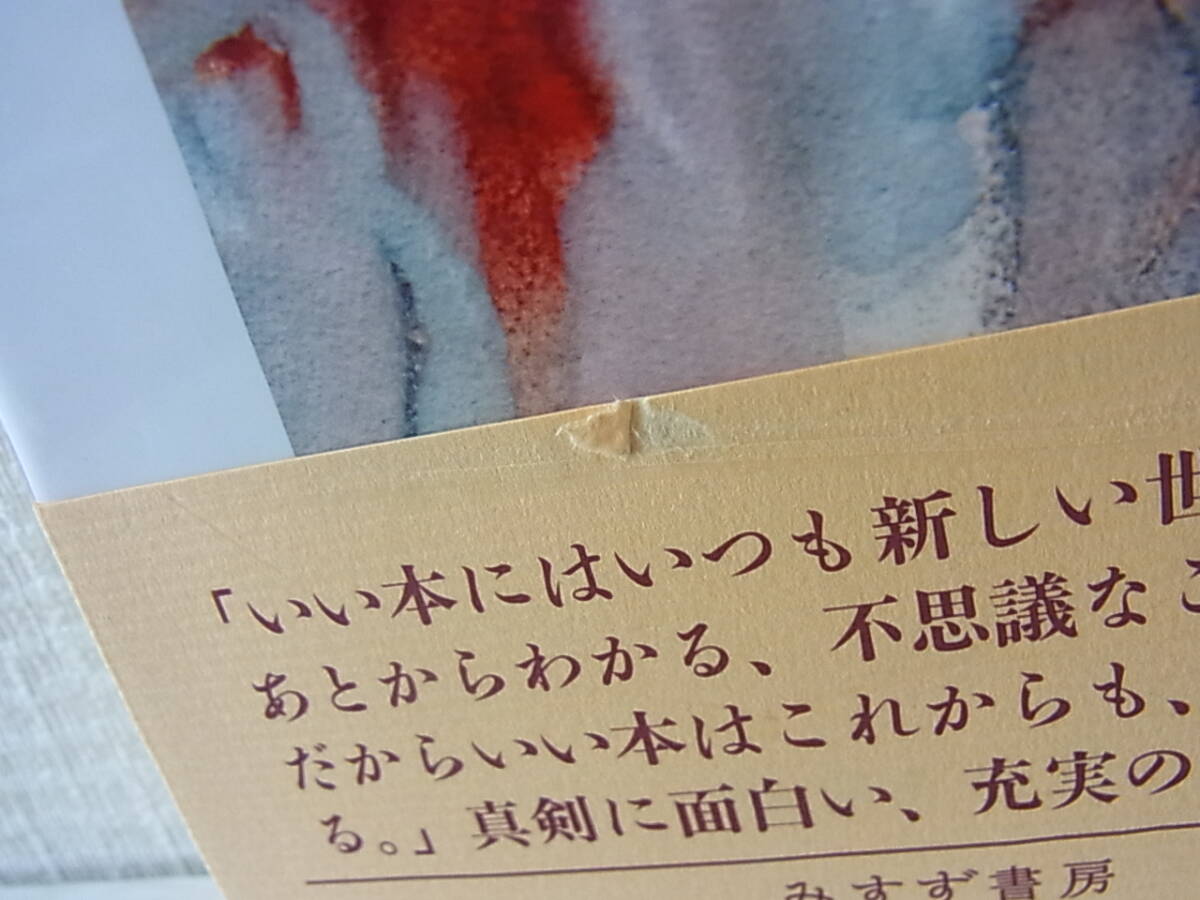 「いい本にはいつも新しい世
あとからわかる、不思議なこ
だからいい本はこれからも、
る。」真剣に面白い、充実の
みすず書房